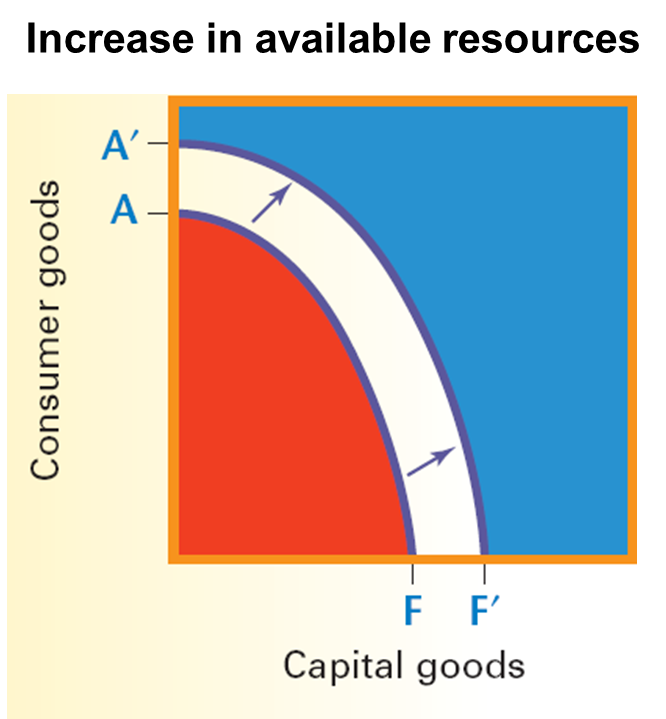 Increase in available resources
A′
A
Consumer goods
F F′
Capital goods